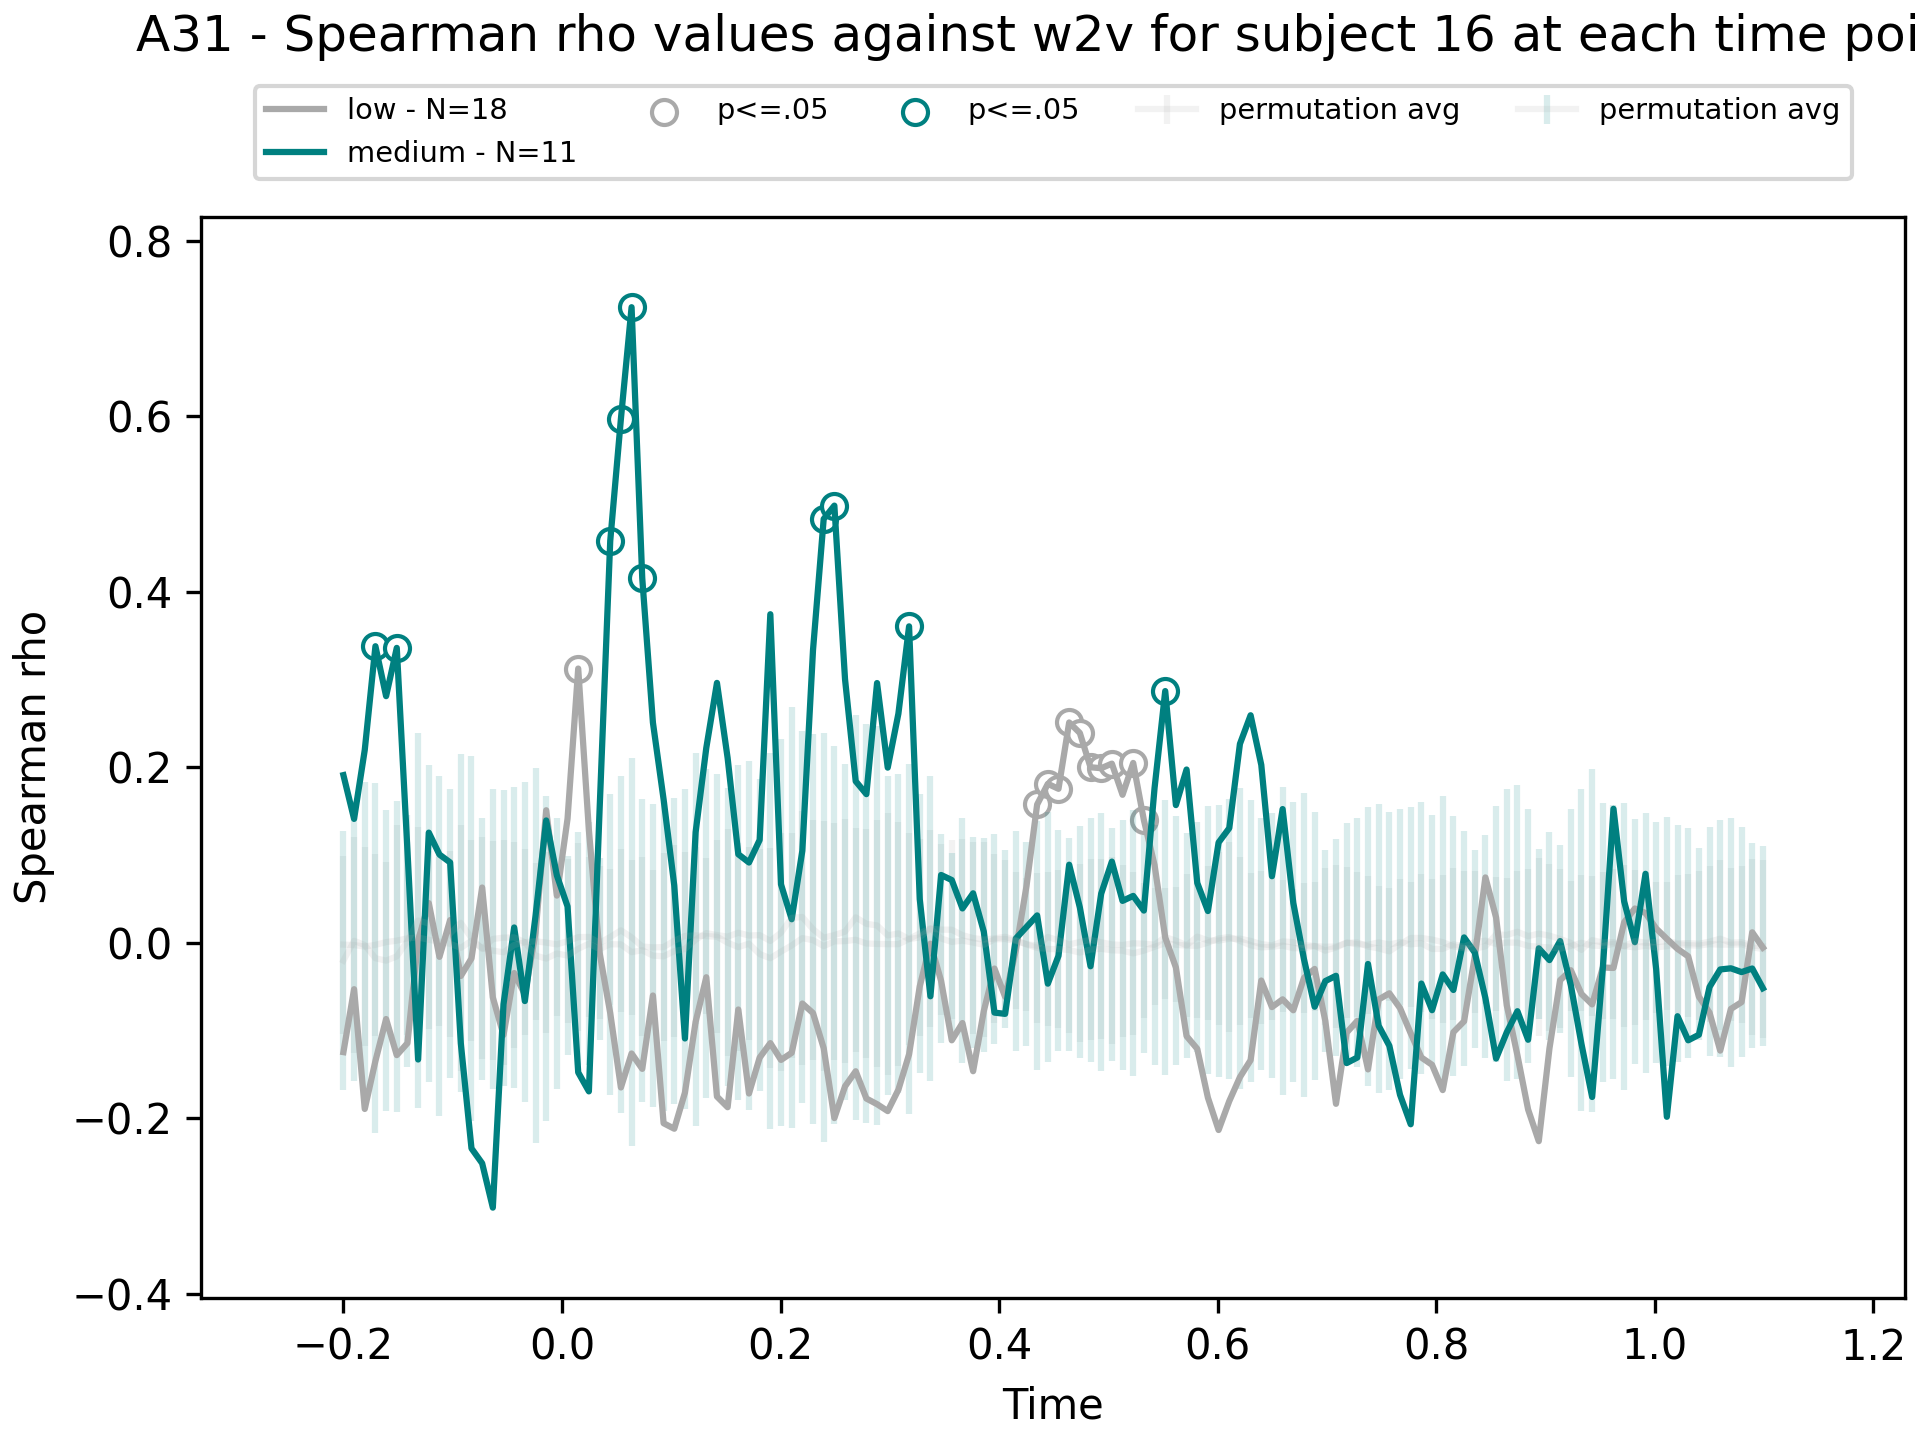 A31 - Spearman rho values against w2v for subject 16 at each time poi
low - N=18
medium - N=11
p<=.05
p<=.05
permutation avg
permutation avg
0.8
0.6
0.4
0.2
0.0
−0.2
−0.4
Spearman rho
−0.2 0.0 0.2 0.4 0.6 0.8 1.0 1.2
Time